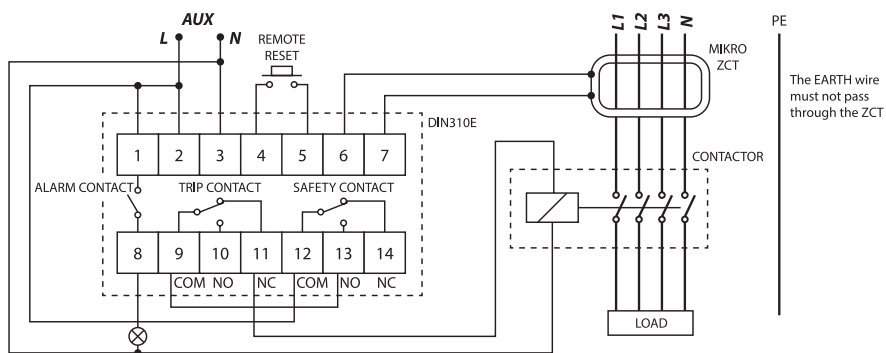 AUX
L N
REMOTE
RESET
L1 L2 L3 N
PE
MIKRO
ZCT
The EARTH wire
must not pass
through the ZCT
DIN310E
1 2 3 4 5 6 7
CONTACTOR
ALARM CONTACT TRIP CONTACT SAFETY CONTACT
8 9 10 11 12 13 14
COM NO NC COM NO NC
LOAD